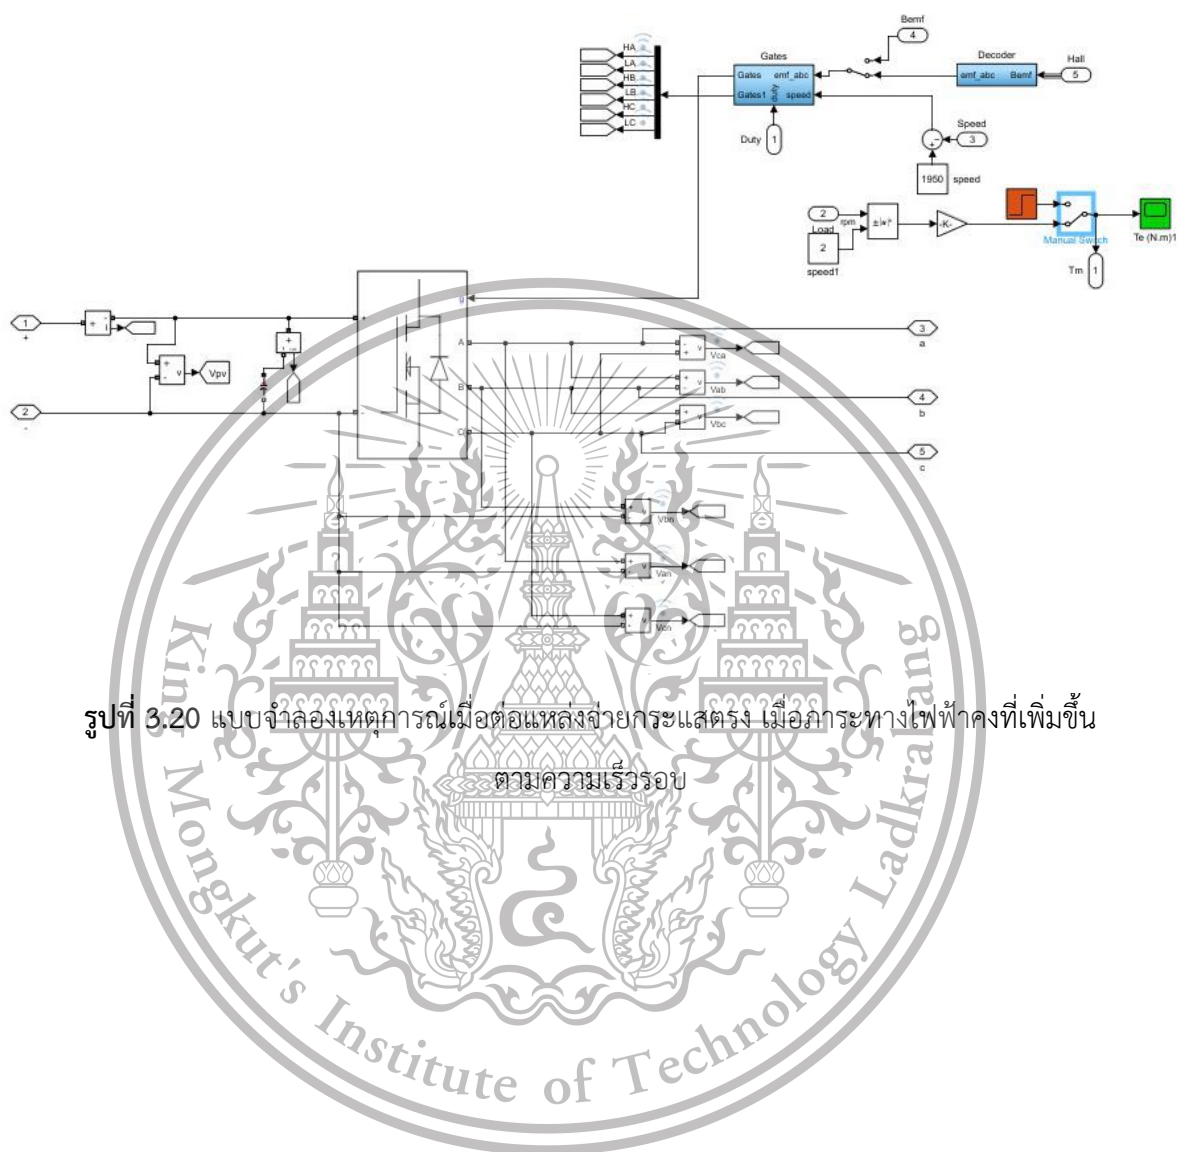 Bemf
4
Gates
Decoder
Hall
HA
LA
HB
LB
HC
LC
Gates emf_abc
Gates1 duty speed
emf_abc Bemf
5
Duty 1
Speed
3
1950 speed
2
Load
rpm
2
speed1
-K-
Manual Switch
Te (N.m)1
Tm 1
1
+
+ -
i
+
-
v
Vpv
2
-
g
+
-
A
B
C
Vca
Vab
Vbc
3
a
4
b
5
c
Vbn
Van
Vcn
รูปที่ 3.20 แบบจำลองเหตุการณ์เมื่อต่อแหล่งจ่ายกระแสตรง เมื่อภาระทางไฟฟ้าคงที่เพิ่มขึ้น
ตามความเร็วรอบ
King Mongkut's Institute of Technology Ladkrabang